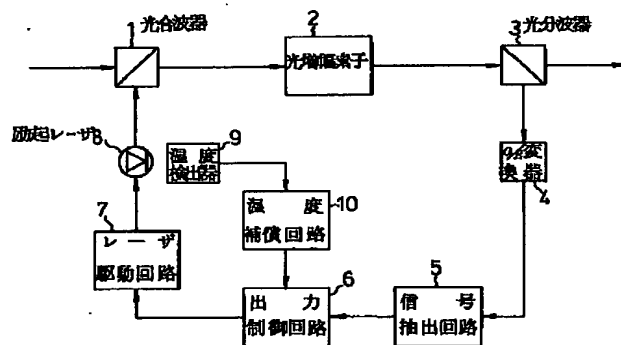 1 光合波器
2
光増幅素子
3 光分波器
励起レーザ 8
9
温度
検出器
変
換器
4
10
温度
補償回路
7
レーザ
駆動回路
6
出力
制御回路
5
信号
抽出回路